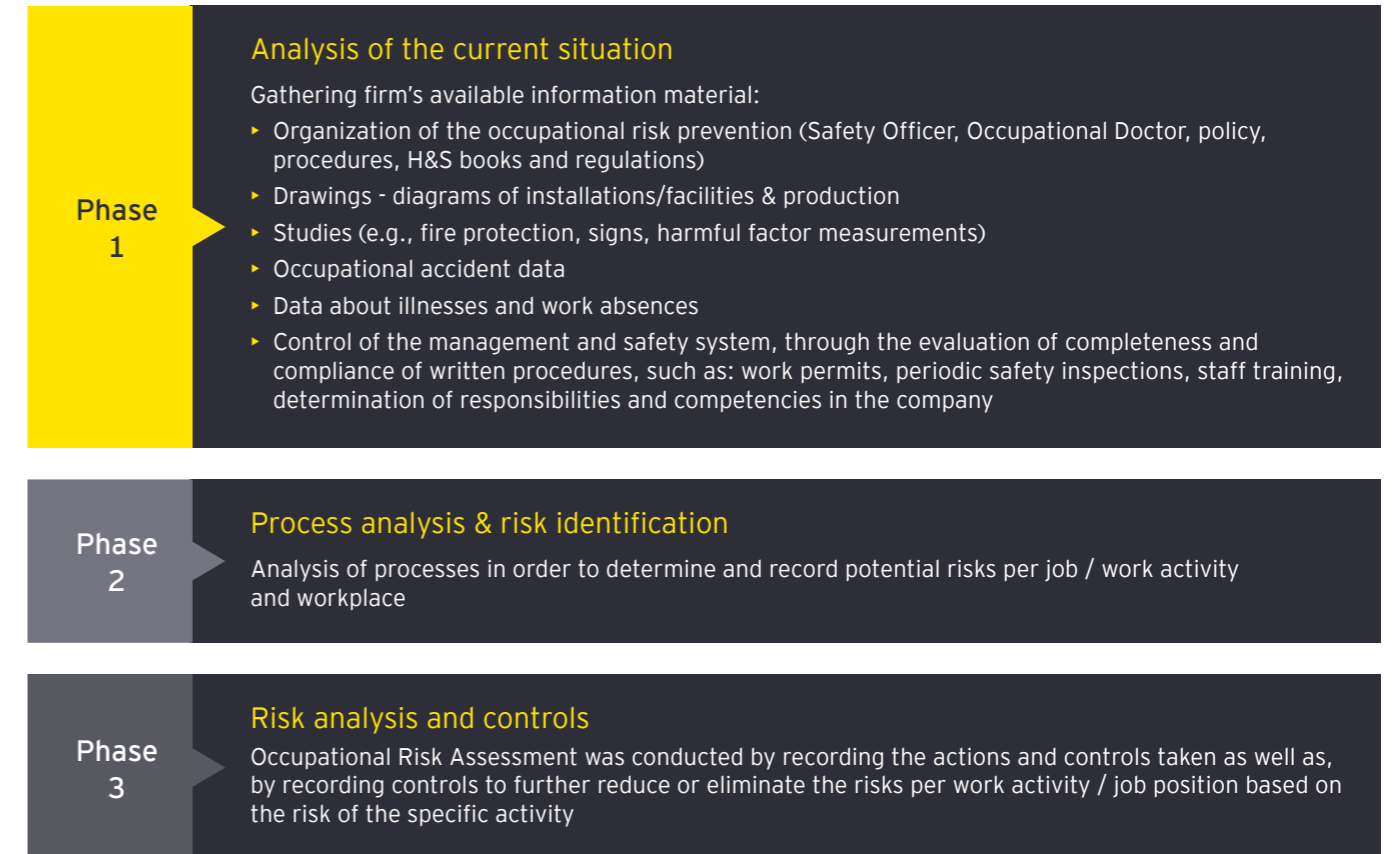 Phase
1
Analysis of the current situation
Gathering firm's available information material:
‣ Organization of the occupational risk prevention (Safety Officer, Occupational Doctor, policy,
procedures, H&S books and regulations)
‣ Drawings - diagrams of installations/facilities & production
‣ Studies (e.g., fire protection, signs, harmful factor measurements)
‣ Occupational accident data
‣ Data about illnesses and work absences
‣ Control of the management and safety system, through the evaluation of completeness and
compliance of written procedures, such as: work permits, periodic safety inspections, staff training,
determination of responsibilities and competencies in the company
Phase
2
Process analysis & risk identification
Analysis of processes in order to determine and record potential risks per job / work activity
and workplace
Phase
3
Risk analysis and controls
Occupational Risk Assessment was conducted by recording the actions and controls taken as well as,
by recording controls to further reduce or eliminate the risks per work activity / job position based on
the risk of the specific activity